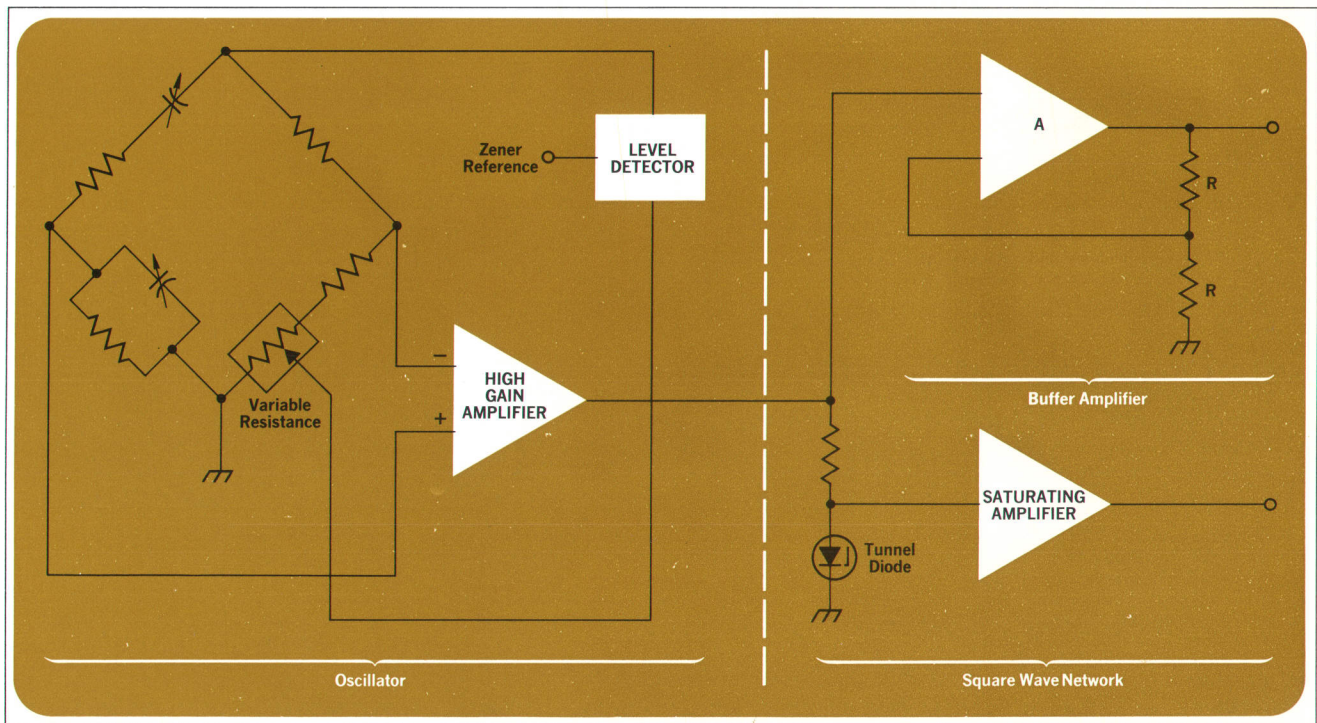 Zener
Reference
LEVEL
DETECTOR
Variable
Resistance
−
+
HIGH
GAIN
AMPLIFIER
Oscillator
A
R
R
Buffer Amplifier
SATURATING
AMPLIFIER
Tunnel
Diode
Square Wave Network